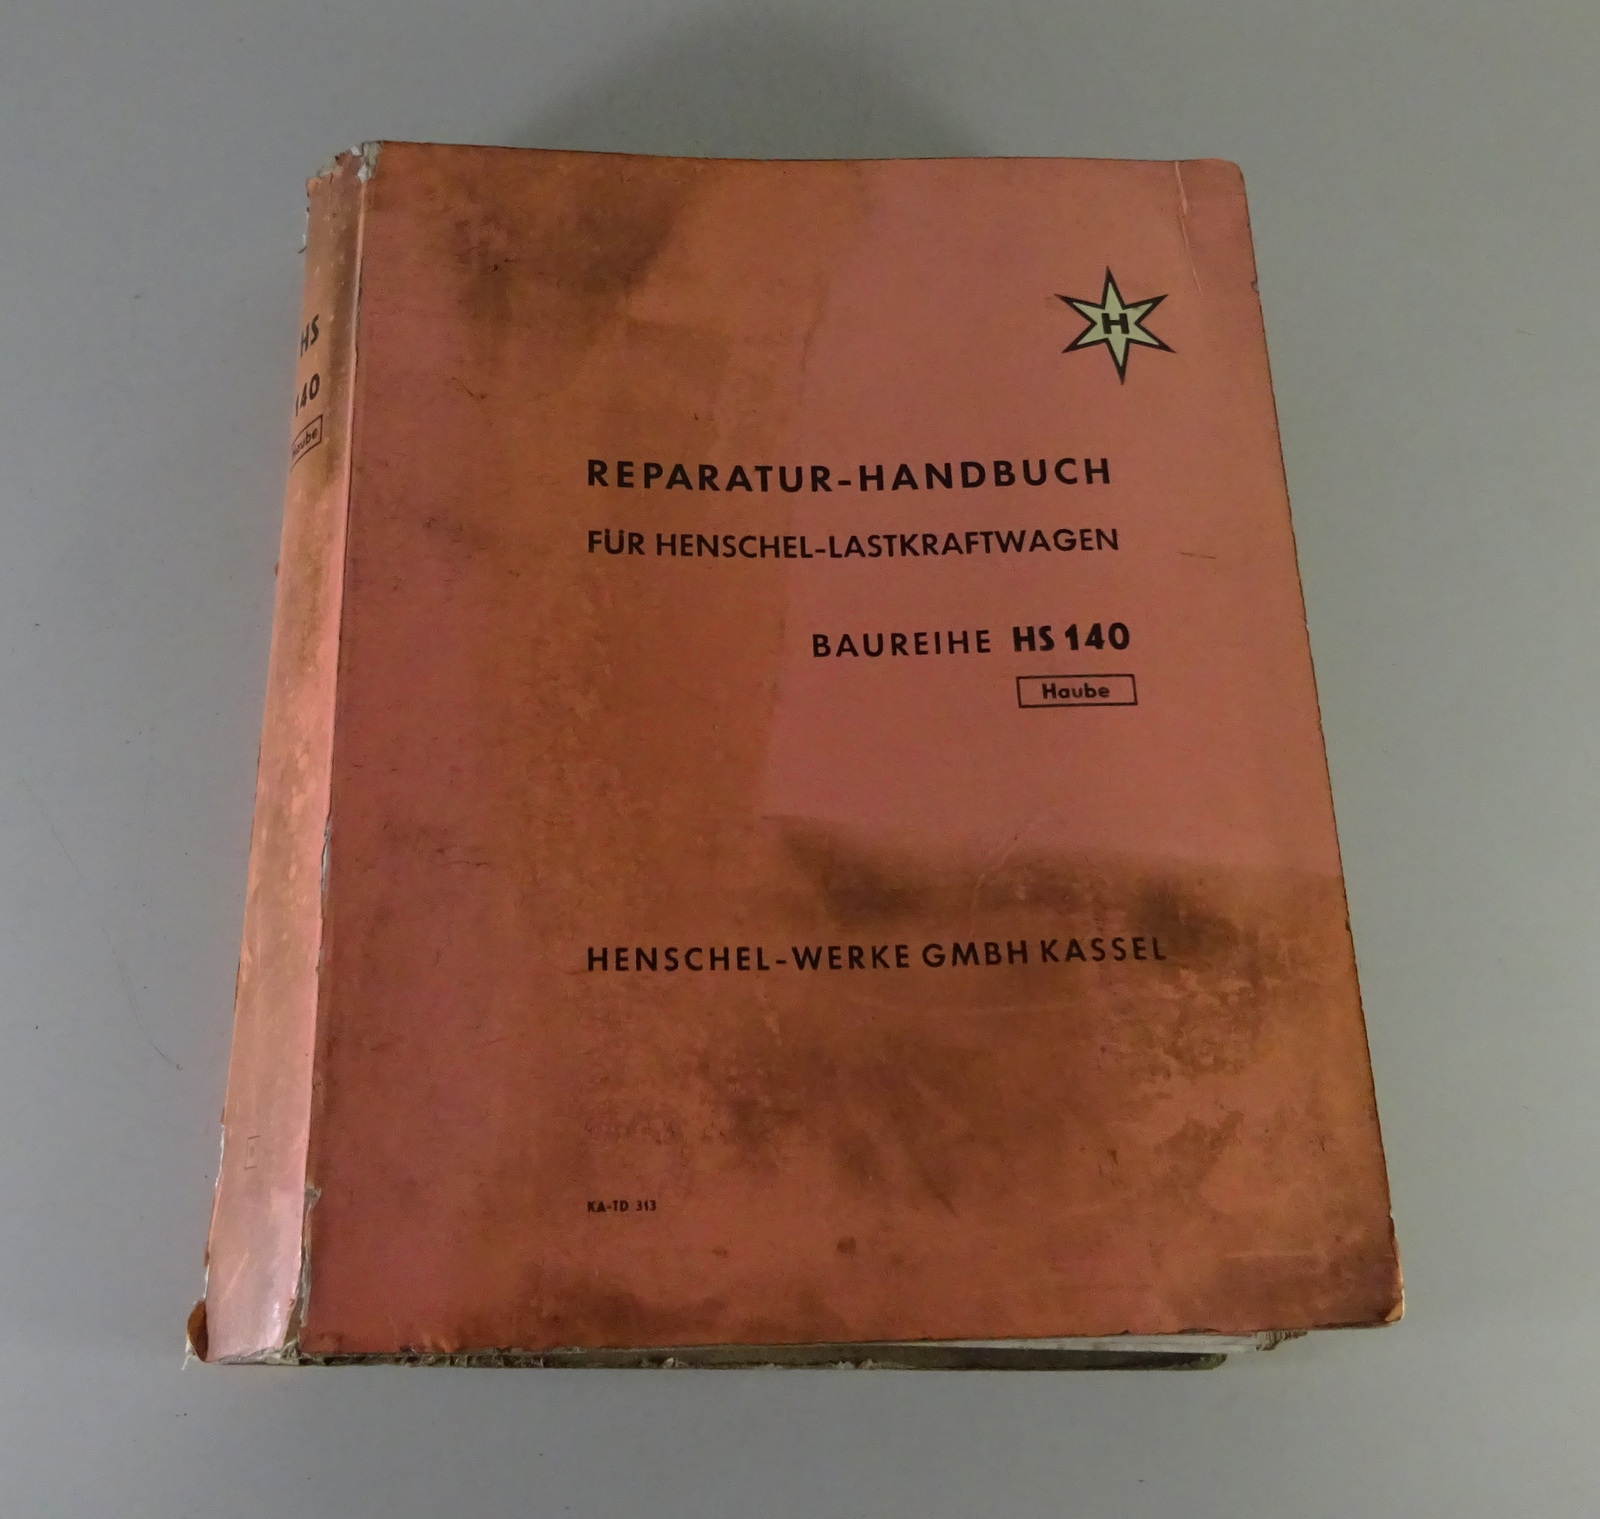 HS
140
Haube
H
REPARATUR-HANDBUCH
FÜR HENSCHEL-LASTKRAFTWAGEN
BAUREIHE HS 140
Haube
HENSCHEL-WERKE GMBH KASSEL
KA-TD 313